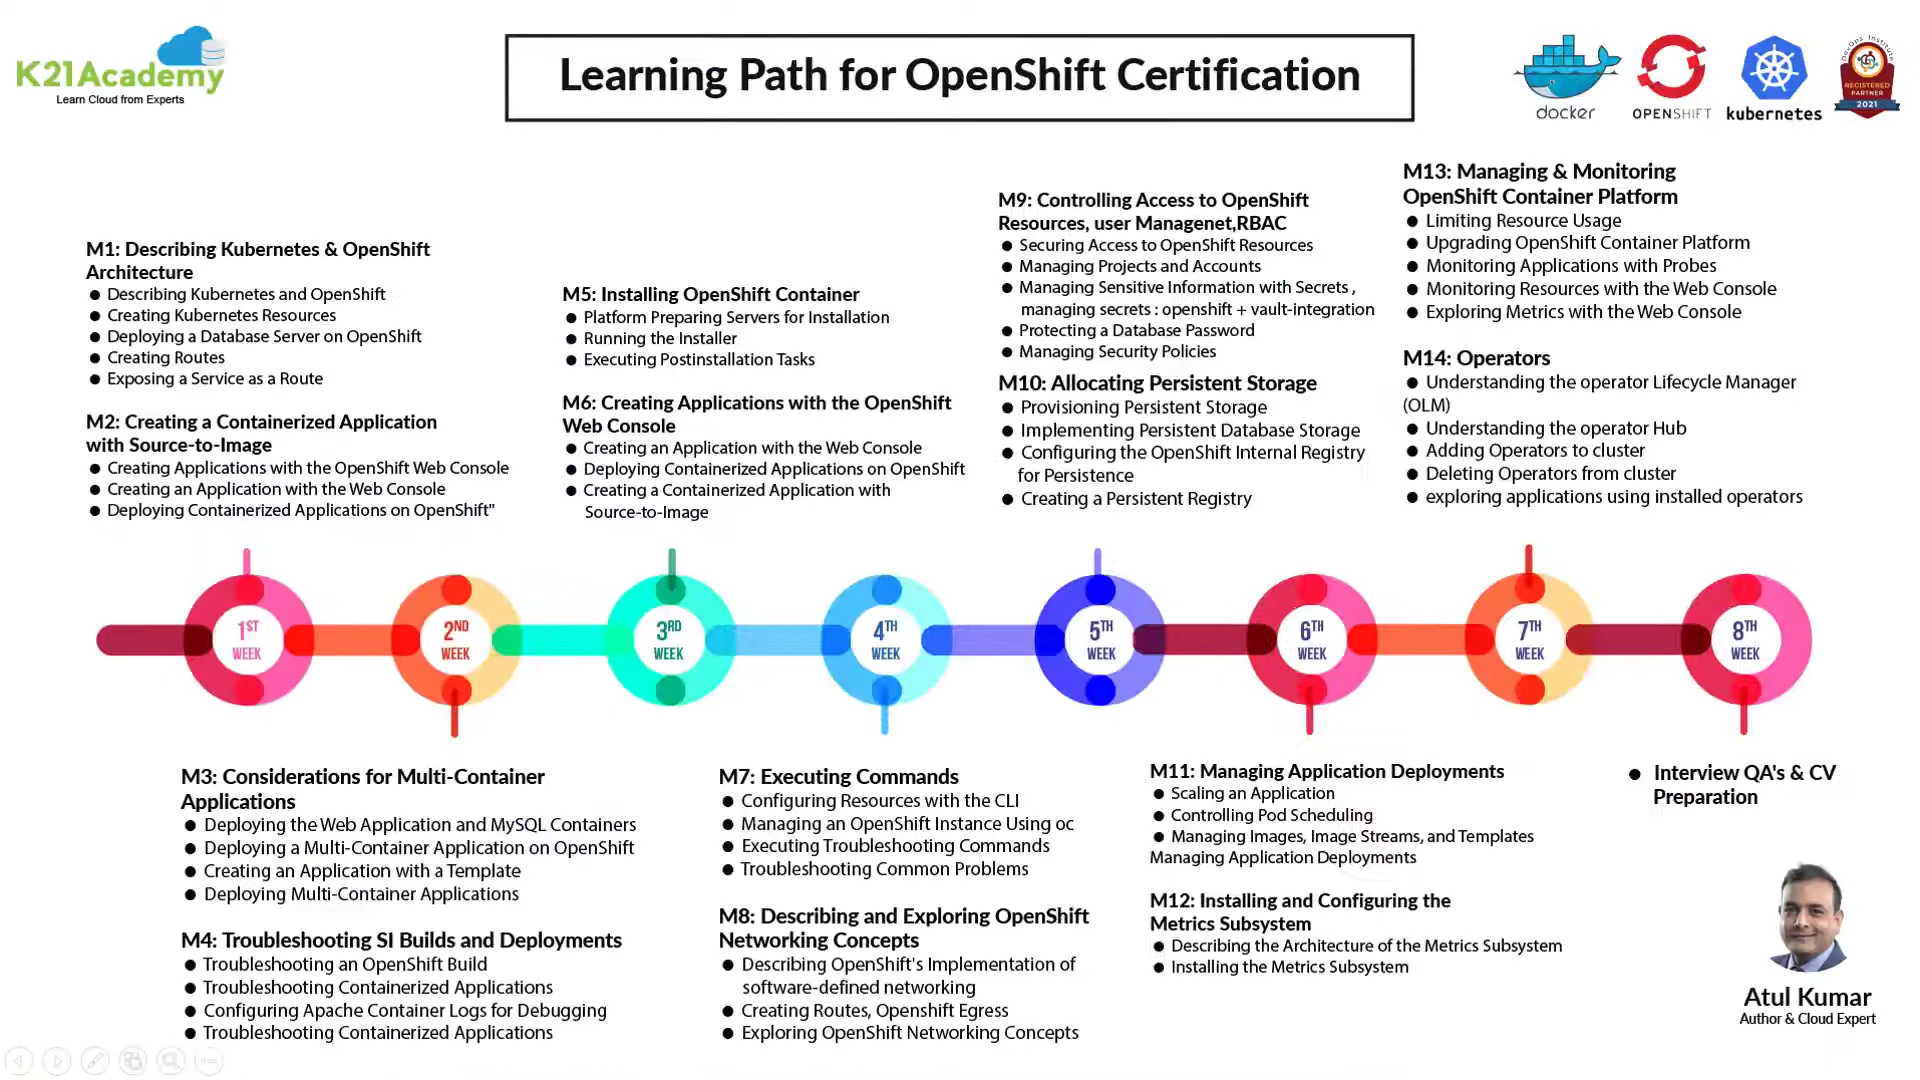 K21Academy
Learn Cloud from Experts
Learning Path for OpenShift Certification
docker
OPENSHIFT
kubernetes
DevOps Institute
REGISTERED
PARTNER
2021
M1: Describing Kubernetes & OpenShift
Architecture
● Describing Kubernetes and OpenShift
● Creating Kubernetes Resources
● Deploying a Database Server on OpenShift
● Creating Routes
● Exposing a Service as a Route
M2: Creating a Containerized Application
with Source-to-Image
● Creating Applications with the OpenShift Web Console
● Creating an Application with the Web Console
● Deploying Containerized Applications on OpenShift"
M5: Installing OpenShift Container
● Platform Preparing Servers for Installation
● Running the Installer
● Executing Postinstallation Tasks
M6: Creating Applications with the OpenShift
Web Console
● Creating an Application with the Web Console
● Deploying Containerized Applications on OpenShift
● Creating a Containerized Application with
Source-to-Image
M9: Controlling Access to OpenShift
Resources, user Managenet,RBAC
● Securing Access to OpenShift Resources
● Managing Projects and Accounts
● Managing Sensitive Information with Secrets ,
managing secrets : openshift + vault-integration
● Protecting a Database Password
● Managing Security Policies
M10: Allocating Persistent Storage
● Provisioning Persistent Storage
● Implementing Persistent Database Storage
● Configuring the OpenShift Internal Registry
for Persistence
● Creating a Persistent Registry
M13: Managing & Monitoring
OpenShift Container Platform
● Limiting Resource Usage
● Upgrading OpenShift Container Platform
● Monitoring Applications with Probes
● Monitoring Resources with the Web Console
● Exploring Metrics with the Web Console
M14: Operators
● Understanding the operator Lifecycle Manager
(OLM)
● Understanding the operator Hub
● Adding Operators to cluster
● Deleting Operators from cluster
● exploring applications using installed operators
1ST
WEEK
2ND
WEEK
3RD
WEEK
4TH
WEEK
5TH
WEEK
6TH
WEEK
7TH
WEEK
8TH
WEEK
M3: Considerations for Multi-Container
Applications
● Deploying the Web Application and MySQL Containers
● Deploying a Multi-Container Application on OpenShift
● Creating an Application with a Template
● Deploying Multi-Container Applications
M4: Troubleshooting SI Builds and Deployments
● Troubleshooting an OpenShift Build
● Troubleshooting Containerized Applications
● Configuring Apache Container Logs for Debugging
● Troubleshooting Containerized Applications
M7: Executing Commands
● Configuring Resources with the CLI
● Managing an OpenShift Instance Using oc
● Executing Troubleshooting Commands
● Troubleshooting Common Problems
M8: Describing and Exploring OpenShift
Networking Concepts
● Describing OpenShift's Implementation of
software-defined networking
● Creating Routes, Openshift Egress
● Exploring OpenShift Networking Concepts
M11: Managing Application Deployments
● Scaling an Application
● Controlling Pod Scheduling
● Managing Images, Image Streams, and Templates
Managing Application Deployments
M12: Installing and Configuring the
Metrics Subsystem
● Describing the Architecture of the Metrics Subsystem
● Installing the Metrics Subsystem
● Interview QA's & CV
Preparation
Atul Kumar
Author & Cloud Expert